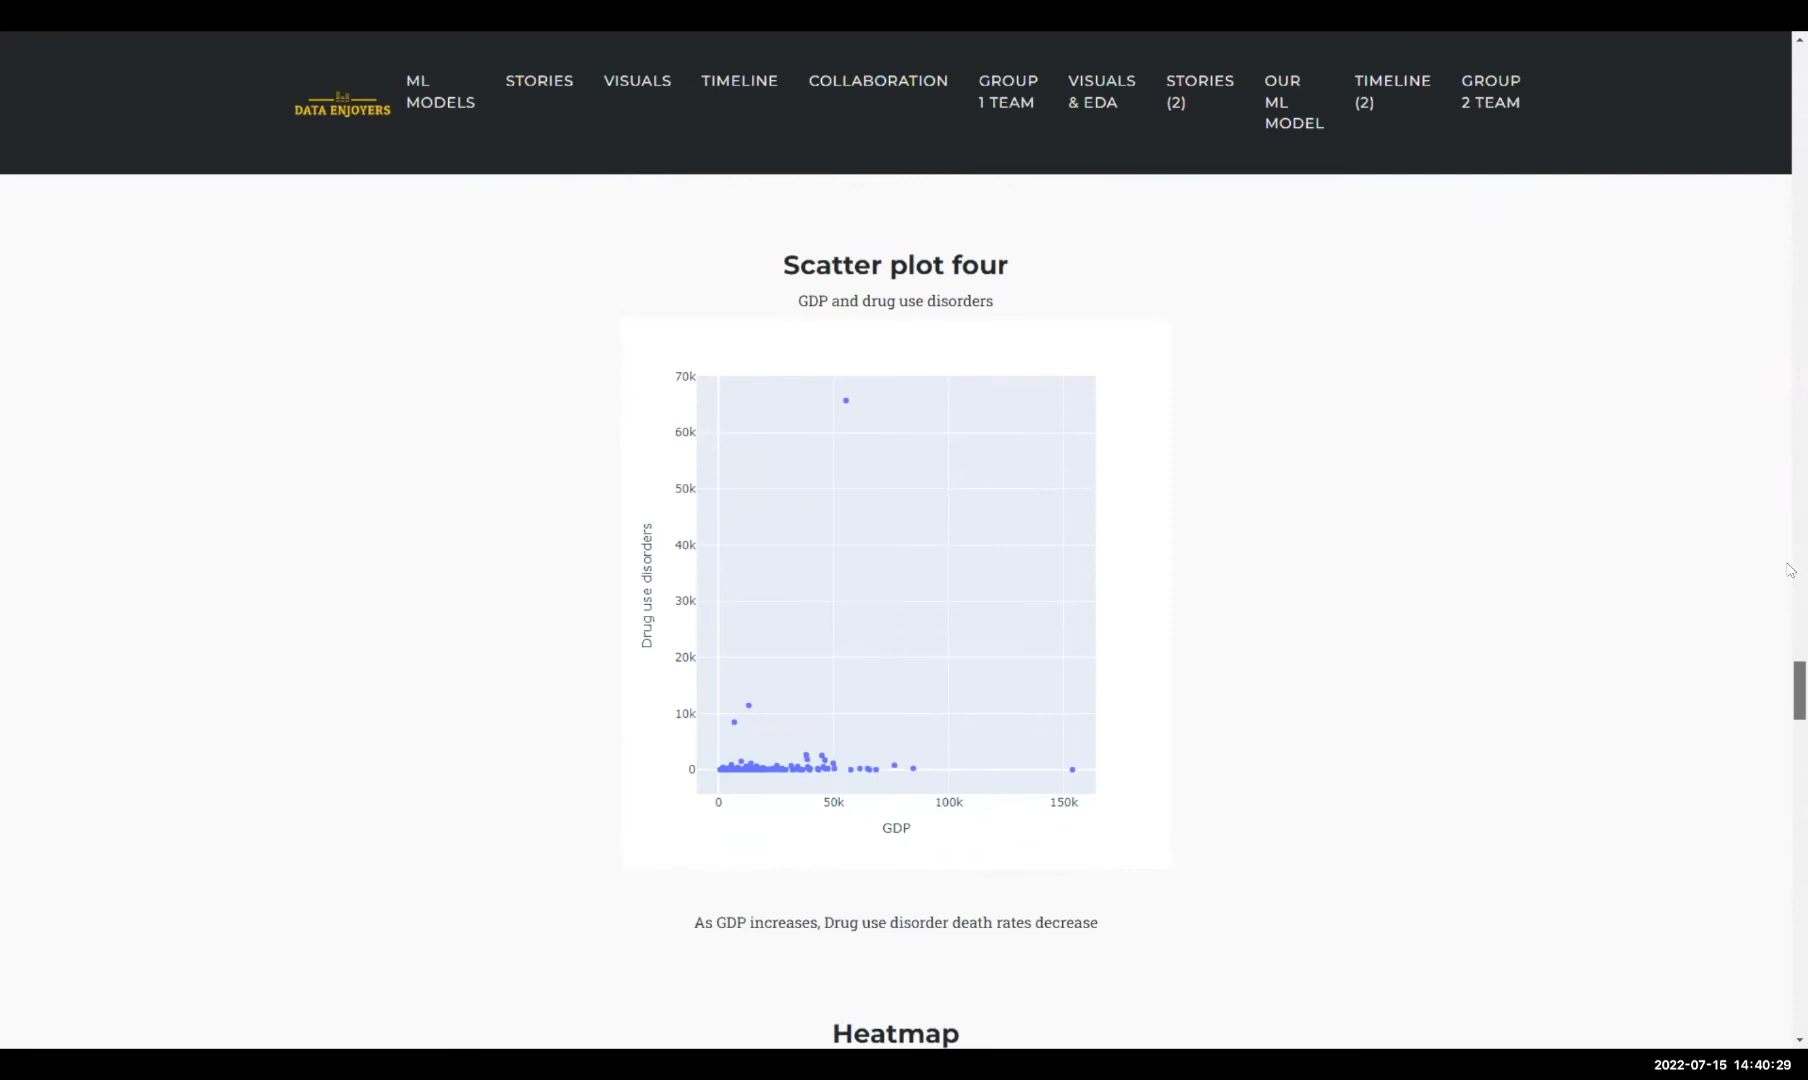 DATA ENJOYERS
ML
MODELS
STORIES
VISUALS
TIMELINE
COLLABORATION
GROUP
1 TEAM
VISUALS
& EDA
STORIES
(2)
OUR
ML
MODEL
TIMELINE
(2)
GROUP
2 TEAM
Scatter plot four
GDP and drug use disorders
70k
60k
50k
40k
30k
20k
10k
0
Drug use disorders
0
50k
100k
150k
GDP
As GDP increases, Drug use disorder death rates decrease
Heatmap
2022-07-15 14:40:29